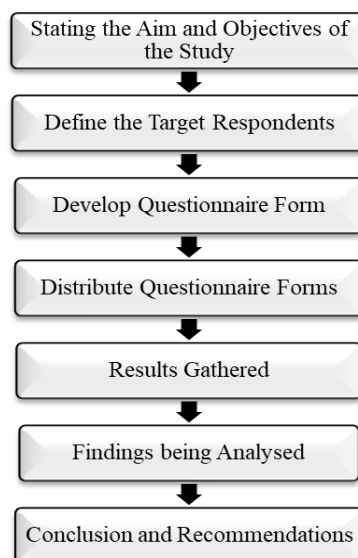 Stating the Aim and Objectives of
the Study
Define the Target Respondents
Develop Questionnaire Form
Distribute Questionnaire Forms
Results Gathered
Findings being Analysed
Conclusion and Recommendations